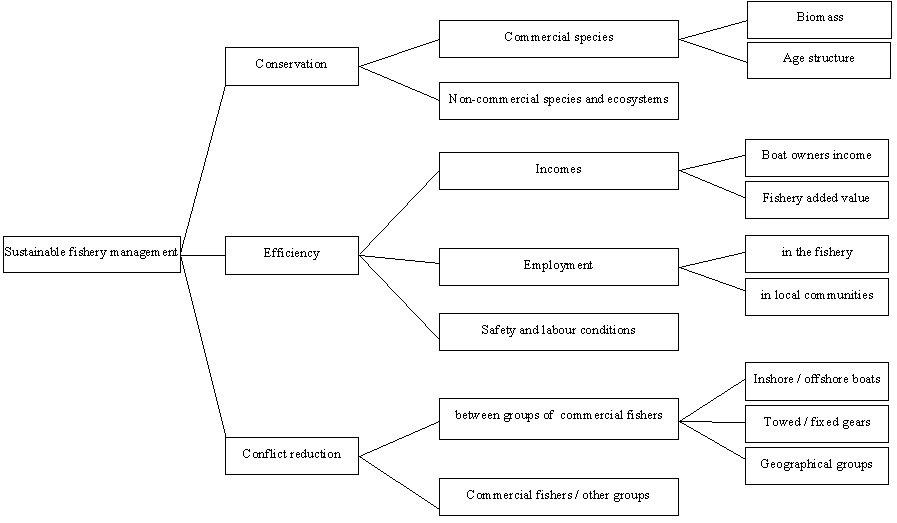 Biomass
Commercial species
Age structure
Conservation
Non-commercial species and ecosystems
Boat owners income
Incomes
Fishery added value
Sustainable fishery management
Efficiency
in the fishery
Employment
in local communities
Safety and labour conditions
Inshore / offshore boats
between groups of commercial fishers
Towed / fixed gears
Conflict reduction
Geographical groups
Commercial fishers / other groups